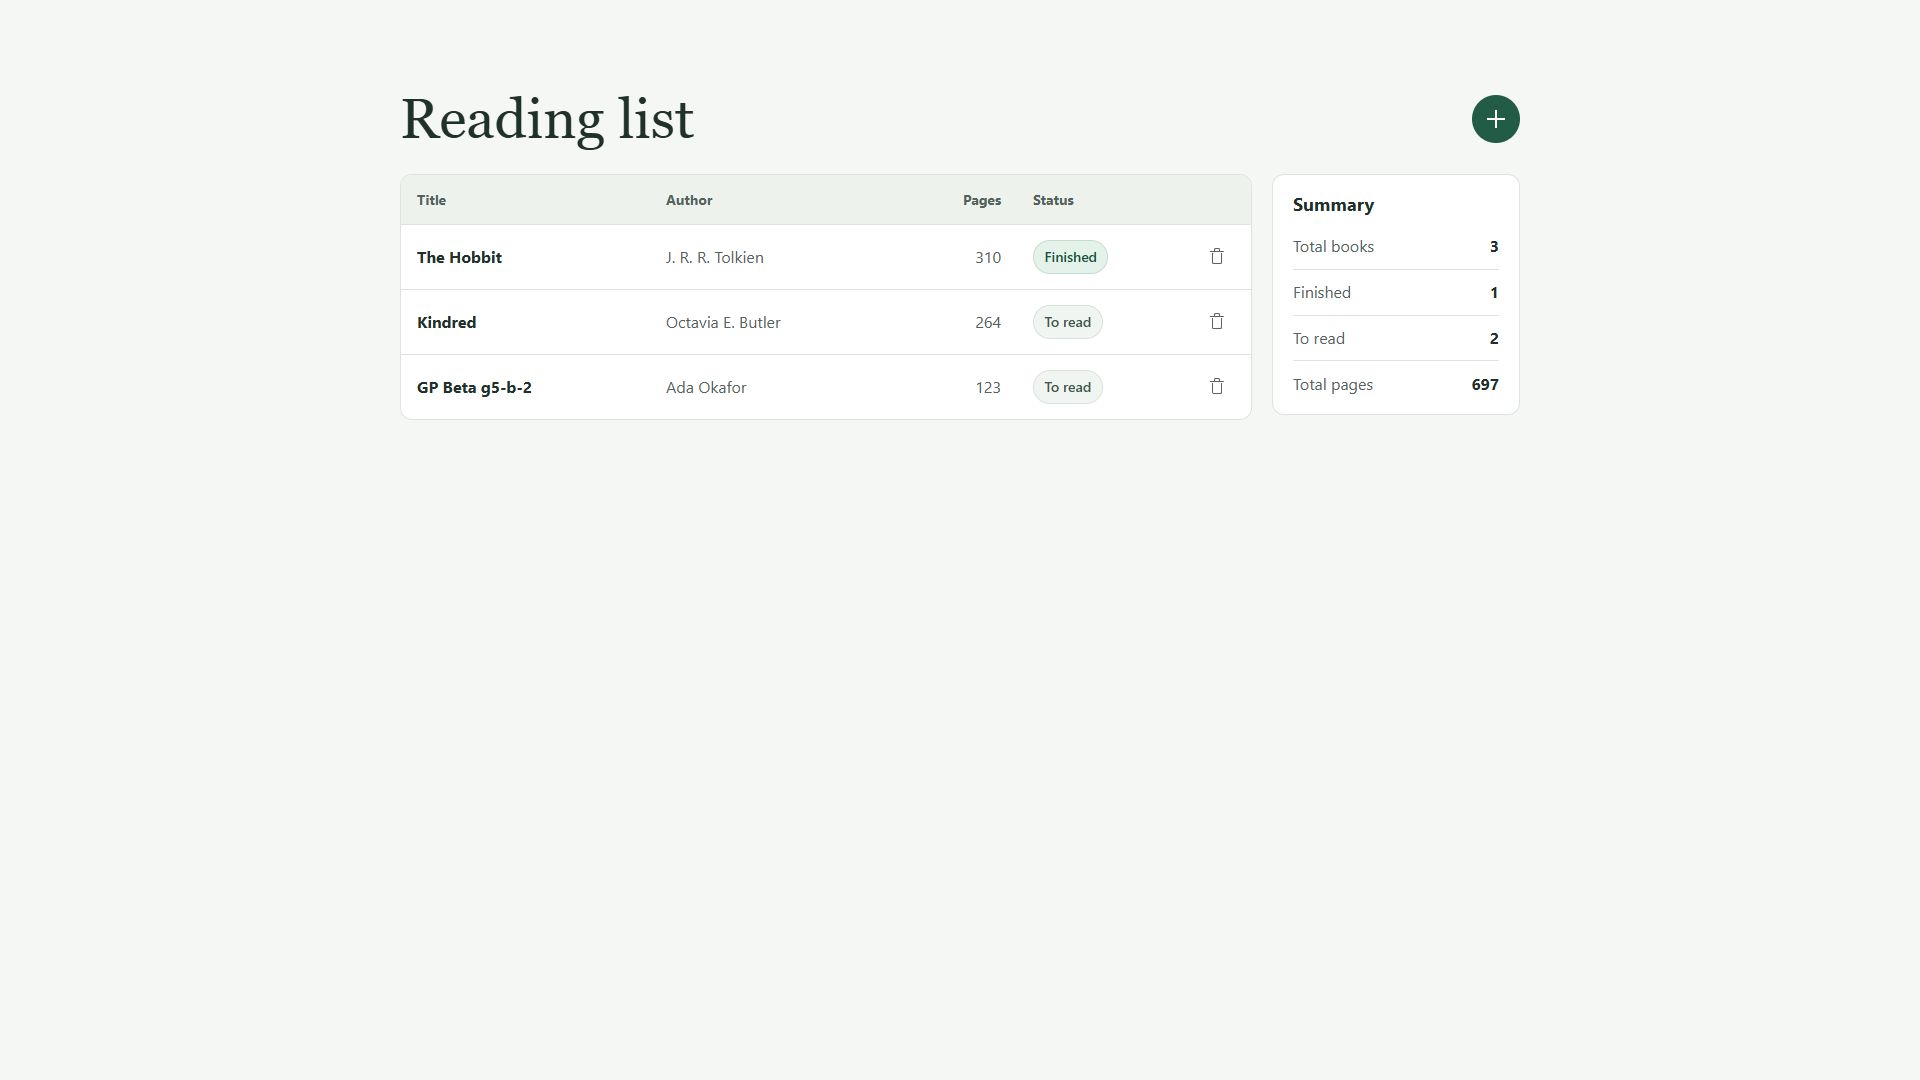 Reading list
Title Author Pages Status
The Hobbit J. R. R. Tolkien 310 Finished
Kindred Octavia E. Butler 264 To read
GP Beta g5-b-2 Ada Okafor 123 To read
Summary
Total books 3
Finished 1
To read 2
Total pages 697